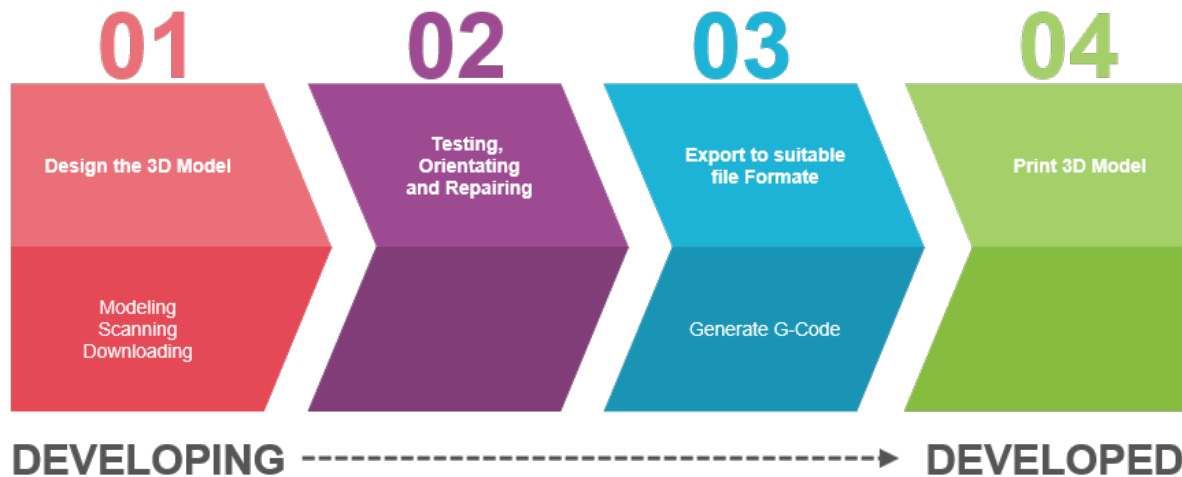 01
02
03
04
Design the 3D Model
Testing,
Orientating
and Repairing
Export to suitable
file Formate
Print 3D Model
Modeling
Scanning
Downloading
Generate G-Code
DEVELOPING
DEVELOPED